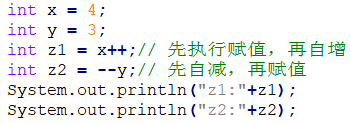 int x = 4;
int y = 3;
int z1 = x++;// 先执行赋值，再自增
int z2 = --y;// 先自减，再赋值
System.out.println("z1:"+z1);
System.out.println("z2:"+z2);